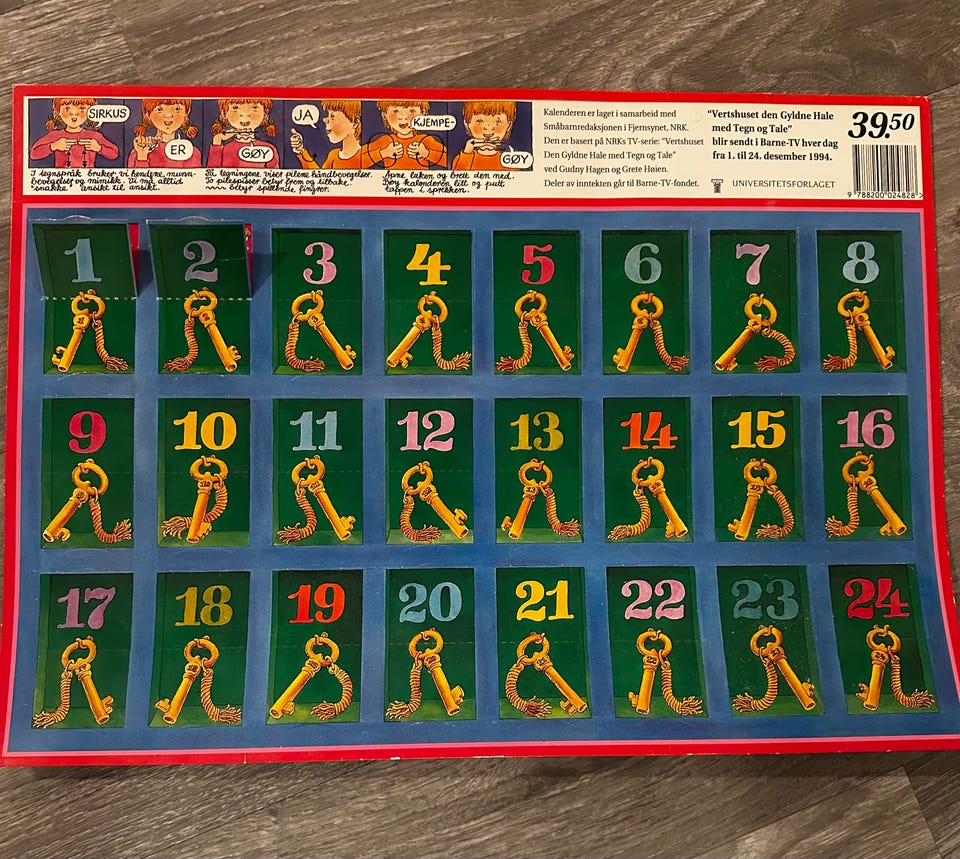 SIRKUS
ER
GØY
JA
KJEMPE-
GØY
I tegnspråk bruker vi hendene, munn-
bevegelser og mimikk. Vi må alltid
"snakke" ansikt til ansikt.
På tegningene viser pilene håndbevegelser.
To pilespisser betyr frem og tilbake.
betyr spillende fingrer.
Åpne luken og brett den ned.
Bøy kalenderen litt og putt
tappen i sprekken.
Kalenderen er laget i samarbeid med
Småbarnredaksjonen i Fjernsynet, NRK.
Den er basert på NRKs TV-serie: "Vertshuset
Den Gyldne Hale med Tegn og Tale"
ved Gudny Hagen og Grete Høien.
Deler av inntekten går til Barne-TV-fondet.
"Vertshuset den Gyldne Hale
med Tegn og Tale"
blir sendt i Barne-TV hver dag
fra 1. til 24. desember 1994.
UNIVERSITETSFORLAGET
39.50
9 788200 024828 >
1 2 3 4 5 6 7 8
9 10 11 12 13 14 15 16
17 18 19 20 21 22 23 24